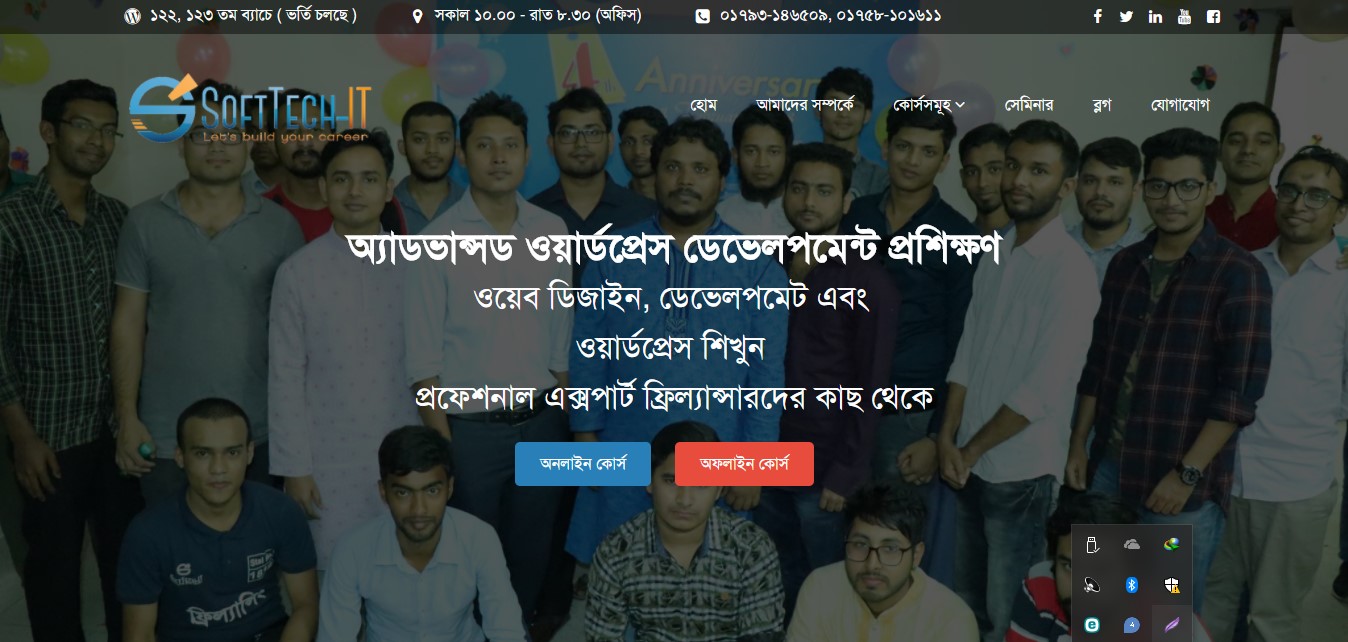 ১২২, ১২৩ তম ব্যাচে ( ভর্তি চলছে )
সকাল ১০.০০ - রাত ৮.৩০ (অফিস)
০১৭৯৩-১৪৬৫০৯, ০১৭৫৮-১০১৬১১
SOFTTECH-IT
Let's build your career
4
Anniversar
হোম
আমাদের সম্পর্কে
কোর্সসমূহ
সেমিনার
ব্লগ
যোগাযোগ
অ্যাডভান্সড ওয়ার্ডপ্রেস ডেভেলপমেন্ট প্রশিক্ষণ
ওয়েব ডিজাইন, ডেভেলপমেট এবং
ওয়ার্ডপ্রেস শিখুন
প্রফেশনাল এক্সপার্ট ফ্রিল্যান্সারদের কাছ থেকে
অনলাইন কোর্স
অফলাইন কোর্স
ফ্রিল্যান্সিং